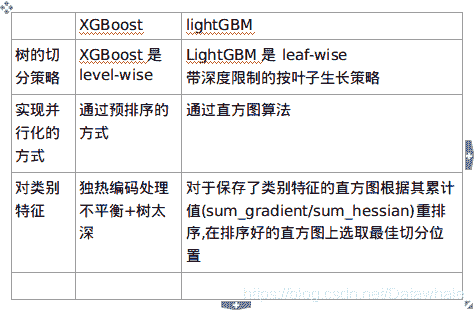 XGBoost lightGBM
树的切分策略 XGBoost 是 level-wise LightGBM 是 leaf-wise
带深度限制的按叶子生长策略
实现并行化的方式 通过预排序的方式 通过直方图算法
对类别特征 独热编码处理不平衡+树太深 对于保存了类别特征的直方图根据其累计值(sum_gradient/sum_hessian)重排序,在排序好的直方图上选取最佳切分位置
https://blog.csdn.net/Datawhale